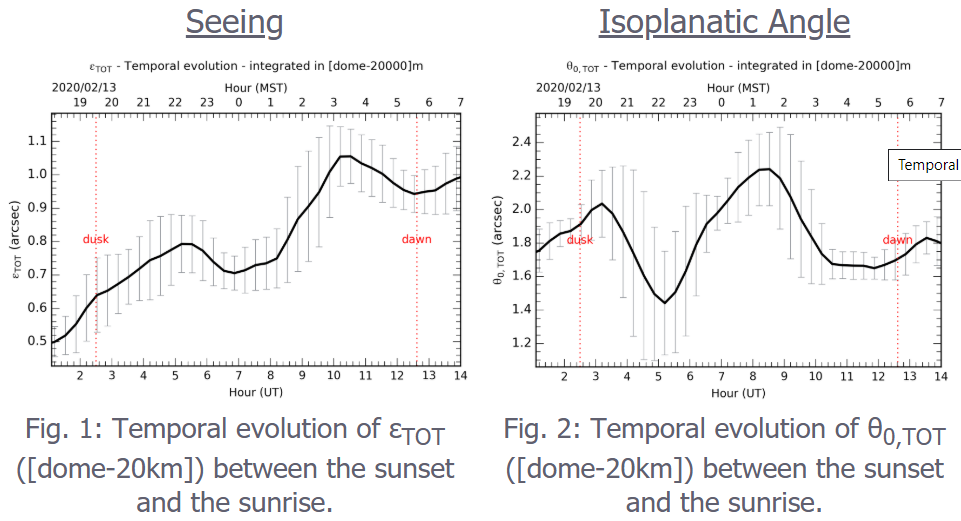 Seeing
ε_TOT - Temporal evolution - integrated in [dome-20000]m
Hour (MST)
2020/02/13
19 20 21 22 23 0 1 2 3 4 5 6 7
ε_TOT (arcsec)
1.1
1.0
0.9
0.8
0.7
0.6
0.5
dusk
dawn
2 3 4 5 6 7 8 9 10 11 12 13 14
Hour (UT)
Fig. 1: Temporal evolution of ε_TOT
([dome-20km]) between the sunset
and the sunrise.
Isoplanatic Angle
θ_0,TOT - Temporal evolution - integrated in [dome-20000]m
Hour (MST)
2020/02/13
19 20 21 22 23 0 1 2 3 4 5 6 7
θ_0,TOT (arcsec)
2.4
2.2
2.0
1.8
1.6
1.4
1.2
dusk
dawn
Temporal
2 3 4 5 6 7 8 9 10 11 12 13 14
Hour (UT)
Fig. 2: Temporal evolution of θ_0,TOT
([dome-20km]) between the sunset
and the sunrise.